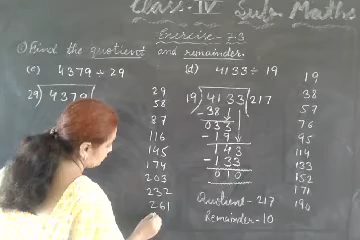 Class-IV Sub-Maths
Exercise-7.3
① Find the quotient and remainder.
(c) 4379 ÷ 29
29) 4379 (
29
58
87
116
145
174
203
232
261
(d) 4133 ÷ 19
19) 4133 (217
-38
033
-19
143
-133
010
Quotient-217
Remainder-10
19
38
57
76
95
114
133
152
171
190